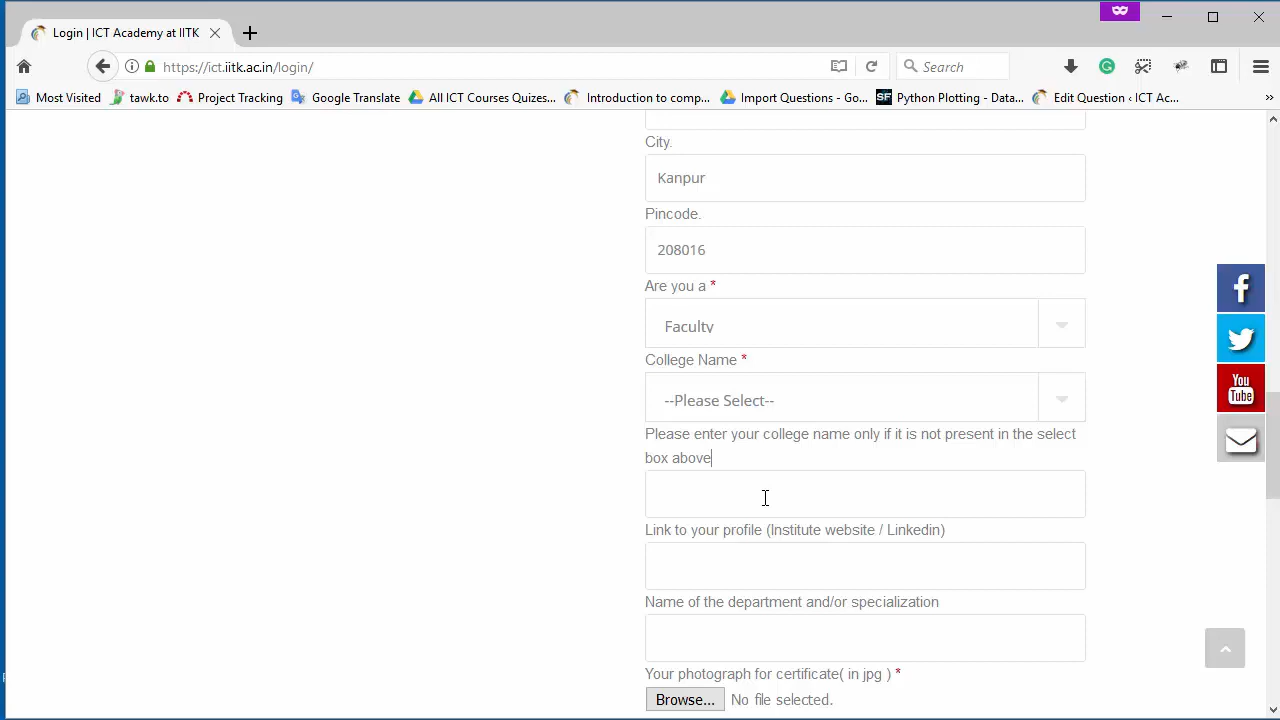 Login | ICT Academy at IITK
https://ict.iitk.ac.in/login/
Search
Most Visited
tawk.to
Project Tracking
Google Translate
All ICT Courses Quizes...
Introduction to comp...
Import Questions - Go...
SF
Python Plotting - Data...
Edit Question ‹ ICT Ac...
City.
Kanpur
Pincode.
208016
Are you a *
Faculty
College Name *
--Please Select--
Please enter your college name only if it is not present in the select
box above
Link to your profile (Institute website / Linkedin)
Name of the department and/or specialization
Your photograph for certificate( in jpg ) *
Browse... No file selected.
You
Tube